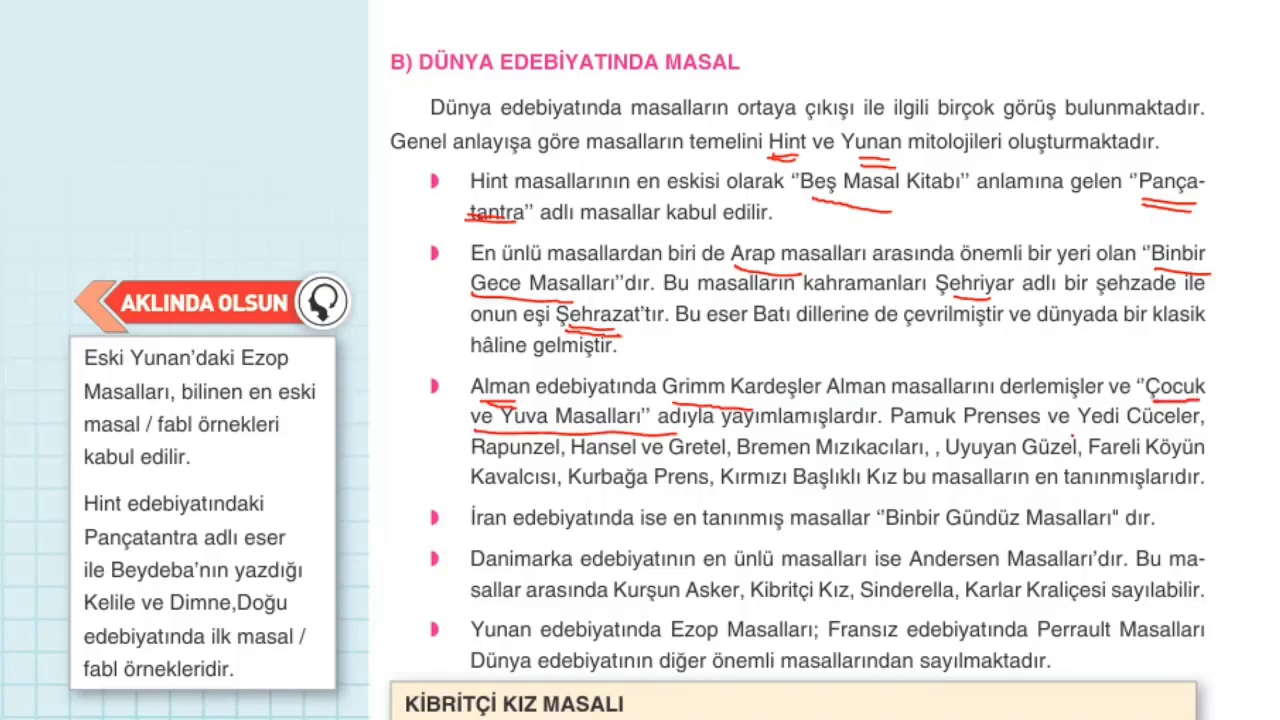 B) DÜNYA EDEBİYATINDA MASAL
Dünya edebiyatında masalların ortaya çıkışı ile ilgili birçok görüş bulunmaktadır.
Genel anlayışa göre masalların temelini Hint ve Yunan mitolojileri oluşturmaktadır.
Hint masallarının en eskisi olarak ‘’Beş Masal Kitabı’’ anlamına gelen ‘’Pança-
tantra’’ adlı masallar kabul edilir.
En ünlü masallardan biri de Arap masalları arasında önemli bir yeri olan ‘’Binbir
Gece Masalları’’dır. Bu masalların kahramanları Şehriyar adlı bir şehzade ile
onun eşi Şehrazat’tır. Bu eser Batı dillerine de çevrilmiştir ve dünyada bir klasik
hâline gelmiştir.
Alman edebiyatında Grimm Kardeşler Alman masallarını derlemişler ve ‘’Çocuk
ve Yuva Masalları’’ adıyla yayımlamışlardır. Pamuk Prenses ve Yedi Cüceler,
Rapunzel, Hansel ve Gretel, Bremen Mızıkacıları, , Uyuyan Güzel, Fareli Köyün
Kavalcısı, Kurbağa Prens, Kırmızı Başlıklı Kız bu masalların en tanınmışlarıdır.
İran edebiyatında ise en tanınmış masallar ‘’Binbir Gündüz Masalları" dır.
Danimarka edebiyatının en ünlü masalları ise Andersen Masalları’dır. Bu ma-
sallar arasında Kurşun Asker, Kibritçi Kız, Sinderella, Karlar Kraliçesi sayılabilir.
Yunan edebiyatında Ezop Masalları; Fransız edebiyatında Perrault Masalları
Dünya edebiyatının diğer önemli masallarından sayılmaktadır.
AKLINDA OLSUN
Eski Yunan’daki Ezop
Masalları, bilinen en eski
masal / fabl örnekleri
kabul edilir.
Hint edebiyatındaki
Pançatantra adlı eser
ile Beydeba’nın yazdığı
Kelile ve Dimne,Doğu
edebiyatında ilk masal /
fabl örnekleridir.
KİBRİTÇİ KIZ MASALI